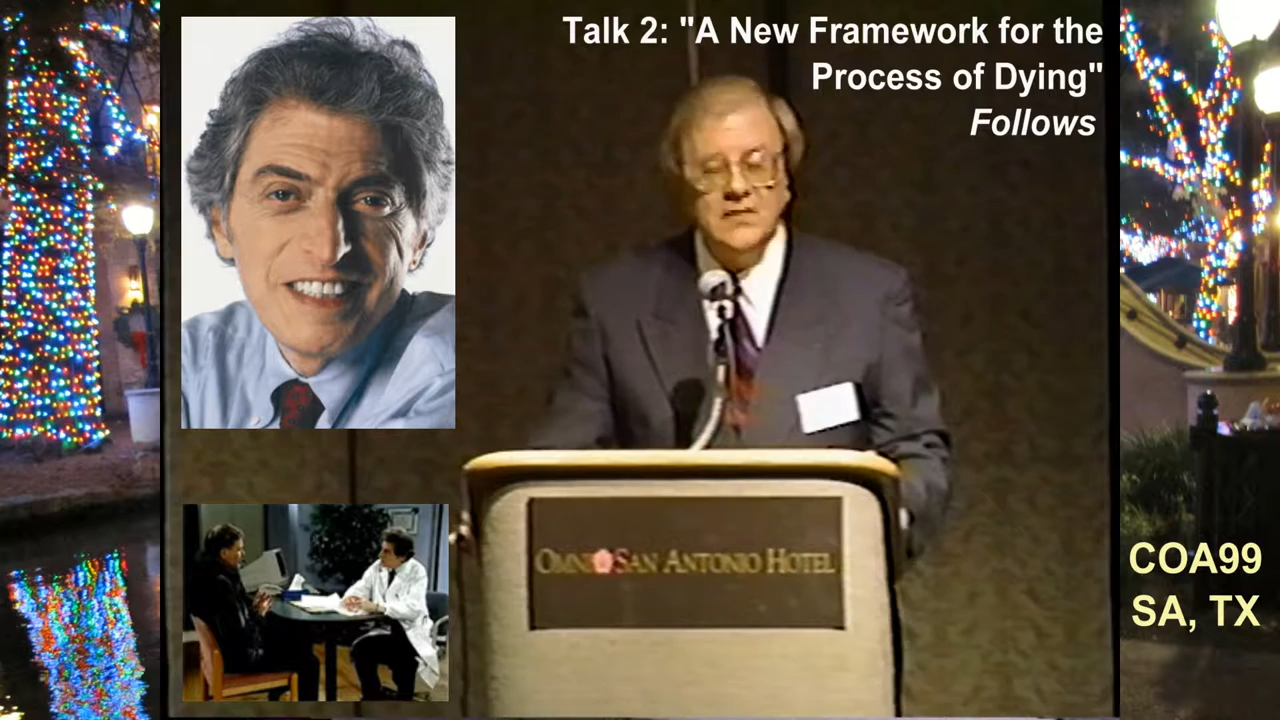 Talk 2: "A New Framework for the
Process of Dying"
Follows
OMNI SAN ANTONIO HOTEL
COA99
SA, TX